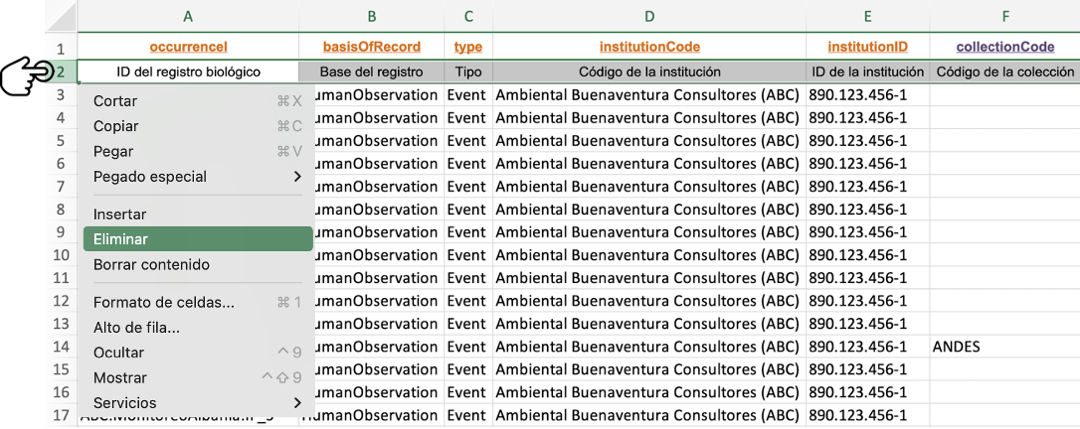 A B C D E F
1 occurrenceI basisOfRecord type institutionCode institutionID collectionCode
2 ID del registro biológico Base del registro Tipo Código de la institución ID de la institución Código de la colección
3 Cortar ⌘X umanObservation Event Ambiental Buenaventura Consultores (ABC) 890.123.456-1
4 Copiar ⌘C umanObservation Event Ambiental Buenaventura Consultores (ABC) 890.123.456-1
5 Pegar ⌘V umanObservation Event Ambiental Buenaventura Consultores (ABC) 890.123.456-1
6 Pegado especial > umanObservation Event Ambiental Buenaventura Consultores (ABC) 890.123.456-1
7 umanObservation Event Ambiental Buenaventura Consultores (ABC) 890.123.456-1
8 Insertar umanObservation Event Ambiental Buenaventura Consultores (ABC) 890.123.456-1
9 Eliminar umanObservation Event Ambiental Buenaventura Consultores (ABC) 890.123.456-1
10 Borrar contenido umanObservation Event Ambiental Buenaventura Consultores (ABC) 890.123.456-1
11 umanObservation Event Ambiental Buenaventura Consultores (ABC) 890.123.456-1
12 Formato de celdas... ⌘1 umanObservation Event Ambiental Buenaventura Consultores (ABC) 890.123.456-1
13 Alto de fila... umanObservation Event Ambiental Buenaventura Consultores (ABC) 890.123.456-1
14 Ocultar ^9 umanObservation Event Ambiental Buenaventura Consultores (ABC) 890.123.456-1 ANDES
15 Mostrar ^⇧9 umanObservation Event Ambiental Buenaventura Consultores (ABC) 890.123.456-1
16 Servicios > umanObservation Event Ambiental Buenaventura Consultores (ABC) 890.123.456-1
17 HumanObservation Event Ambiental Buenaventura Consultores (ABC) 890.123.456-1